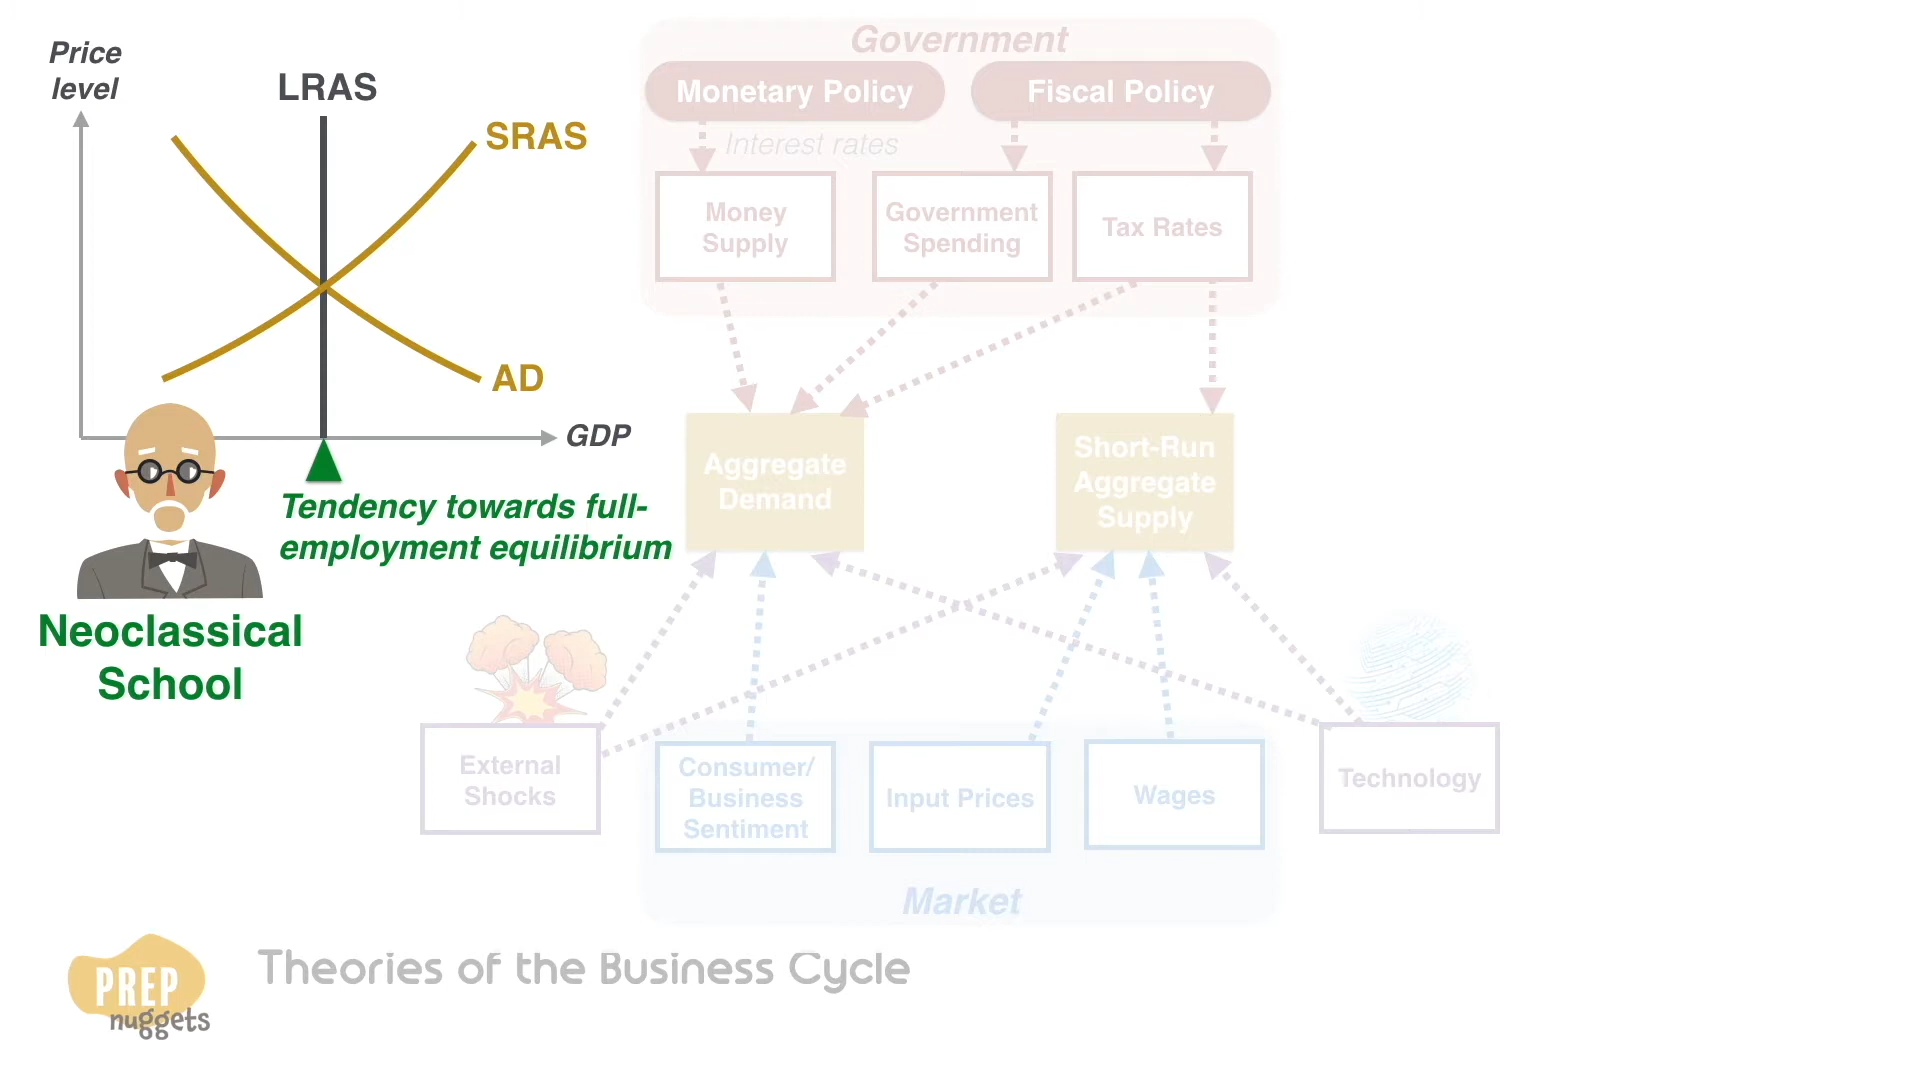 Price
level
LRAS
SRAS
AD
GDP
Tendency towards full-
employment equilibrium
Neoclassical
School
Government
Monetary Policy
Fiscal Policy
Interest rates
Money
Supply
Government
Spending
Tax Rates
Aggregate
Demand
Short-Run
Aggregate
Supply
External
Shocks
Consumer/
Business
Sentiment
Input Prices
Wages
Technology
Market
PREP
nuggets
Theories of the Business Cycle